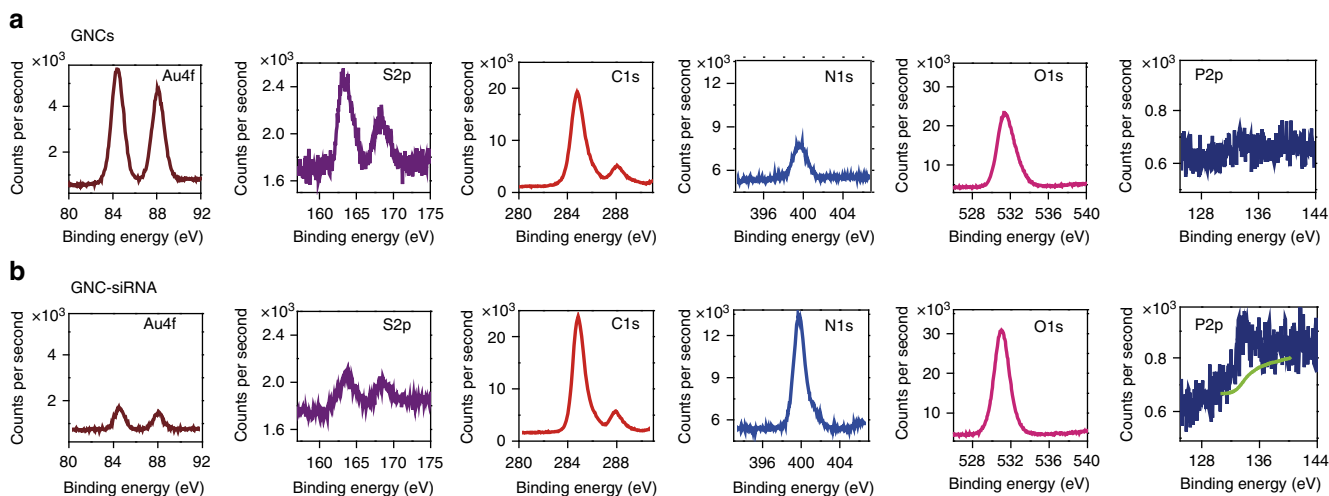 a
GNCs
×10³ Au4f
Counts per second
4
2
80 84 88 92
Binding energy (eV)
×10³ S2p
Counts per second
2.4
2.0
1.6
160 165 170 175
Binding energy (eV)
×10³ C1s
Counts per second
20
10
0
280 284 288
Binding energy (eV)
×10³ N1s
Counts per second
12
9
6
396 400 404
Binding energy (eV)
×10³ O1s
Counts per second
30
20
10
528 532 536 540
Binding energy (eV)
×10³ P2p
Counts per second
0.8
0.6
128 136 144
Binding energy (eV)
b
GNC-siRNA
×10³ Au4f
Counts per second
4
2
80 84 88 92
Binding energy (eV)
×10³ S2p
Counts per second
2.4
2.0
1.6
160 165 170 175
Binding energy (eV)
×10³ C1s
Counts per second
20
10
0
280 284 288
Binding energy (eV)
×10³ N1s
Counts per second
12
9
6
396 400 404
Binding energy (eV)
×10³ O1s
Counts per second
30
20
10
528 532 536 540
Binding energy (eV)
×10³ P2p
Counts per second
0.8
0.6
128 136 144
Binding energy (eV)